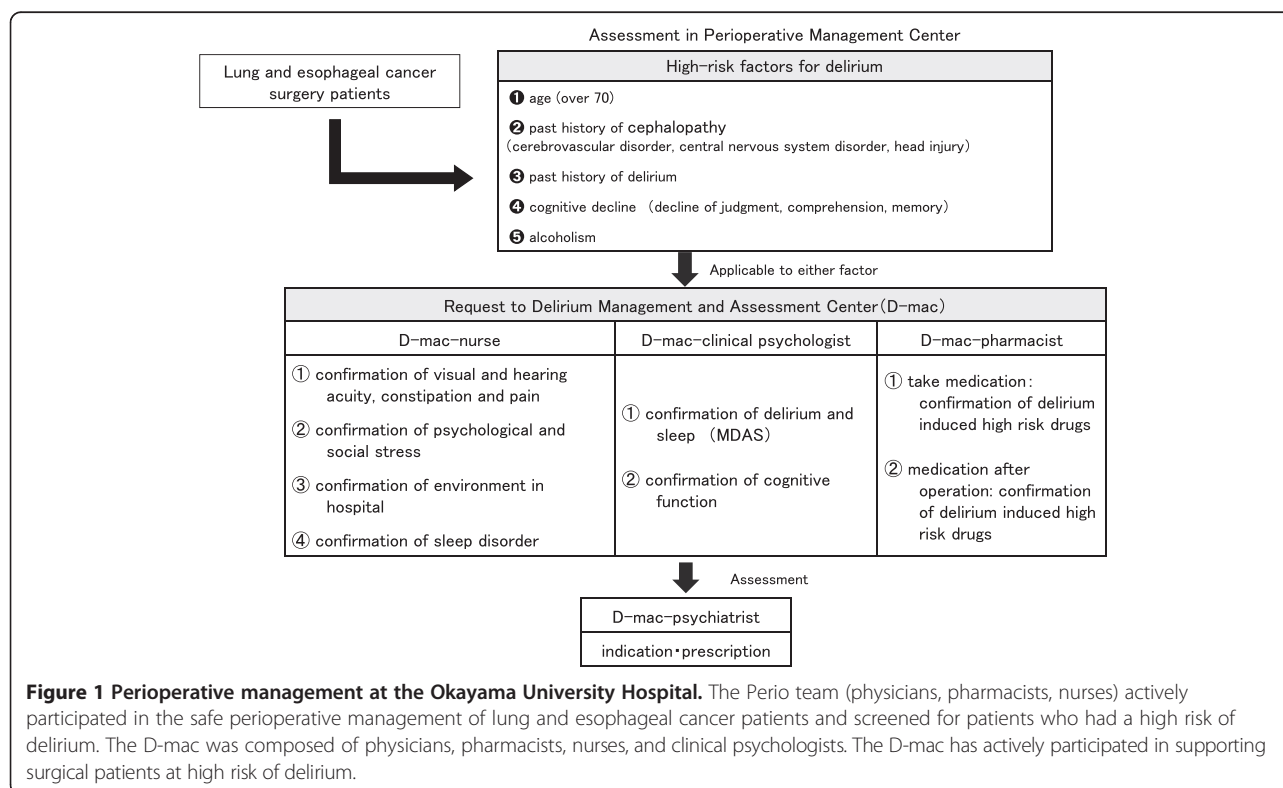 Assessment in Perioperative Management Center
Lung and esophageal cancer
surgery patients
High-risk factors for delirium
❶ age (over 70)
❷ past history of cephalopathy
(cerebrovascular disorder, central nervous system disorder, head injury)
❸ past history of delirium
❹ cognitive decline （decline of judgment, comprehension, memory）
❺ alcoholism
Applicable to either factor
Request to Delirium Management and Assessment Center(D-mac)
D-mac-nurse
① confirmation of visual and hearing
acuity, constipation and pain
② confirmation of psychological and
social stress
③ confirmation of environment in
hospital
④ confirmation of sleep disorder
D-mac-clinical psychologist
① confirmation of delirium and
sleep （MDAS）
② confirmation of cognitive
function
D-mac-pharmacist
① take medication:
confirmation of delirium
induced high risk drugs
② medication after
operation: confirmation
of delirium induced high
risk drugs
Assessment
D-mac-psychiatrist
indication・prescription
Figure 1 Perioperative management at the Okayama University Hospital. The Perio team (physicians, pharmacists, nurses) actively
participated in the safe perioperative management of lung and esophageal cancer patients and screened for patients who had a high risk of
delirium. The D-mac was composed of physicians, pharmacists, nurses, and clinical psychologists. The D-mac has actively participated in supporting
surgical patients at high risk of delirium.